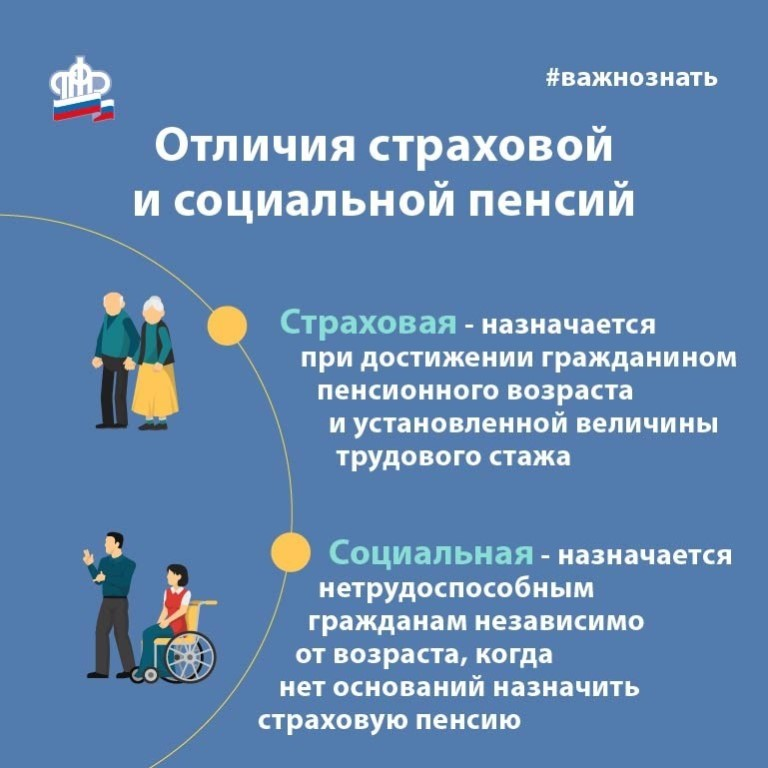 #важнознать
Отличия страховой
и социальной пенсий
Страховая - назначается
при достижении гражданином
пенсионного возраста
и установленной величины
трудового стажа
Социальная - назначается
нетрудоспособным
гражданам независимо
от возраста, когда
нет оснований назначить
страховую пенсию